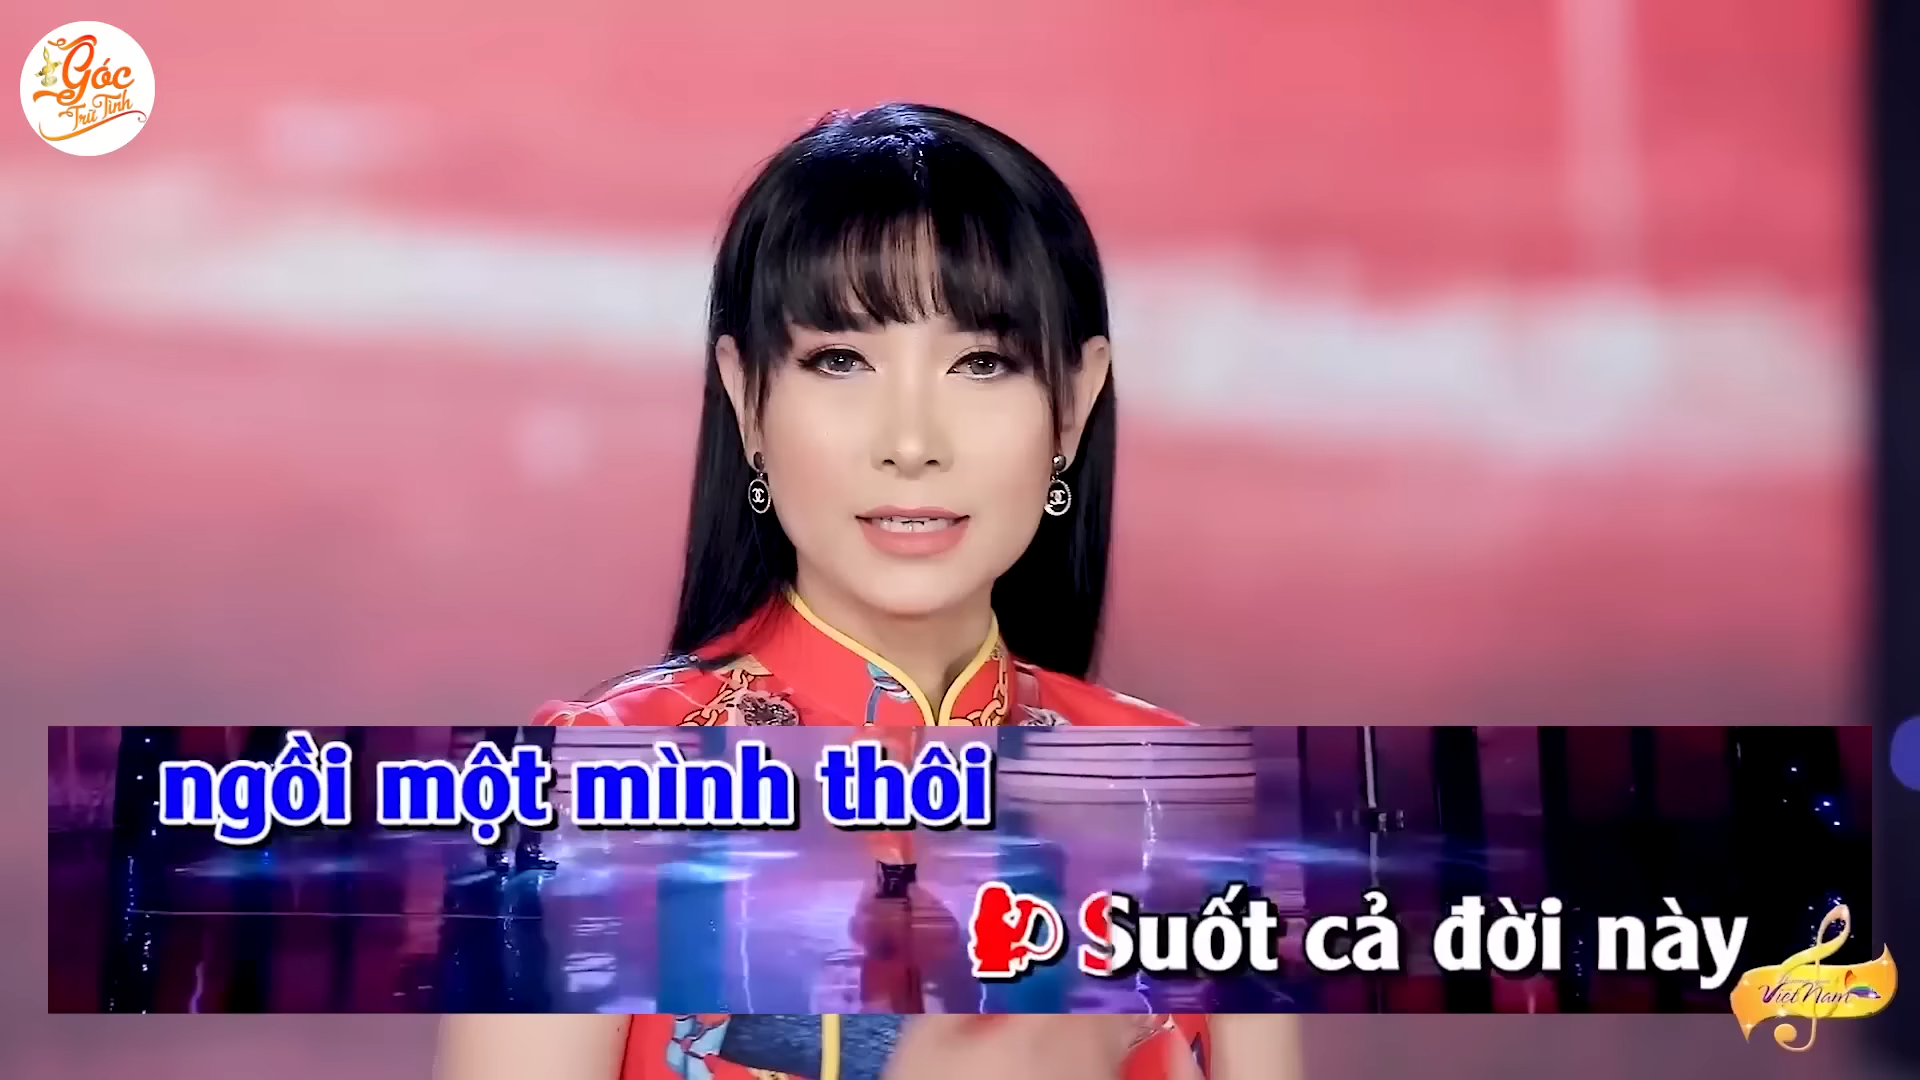 Góc
Trữ Tình
ngồi một mình thôi
Suốt cả đời này
Việt Nam